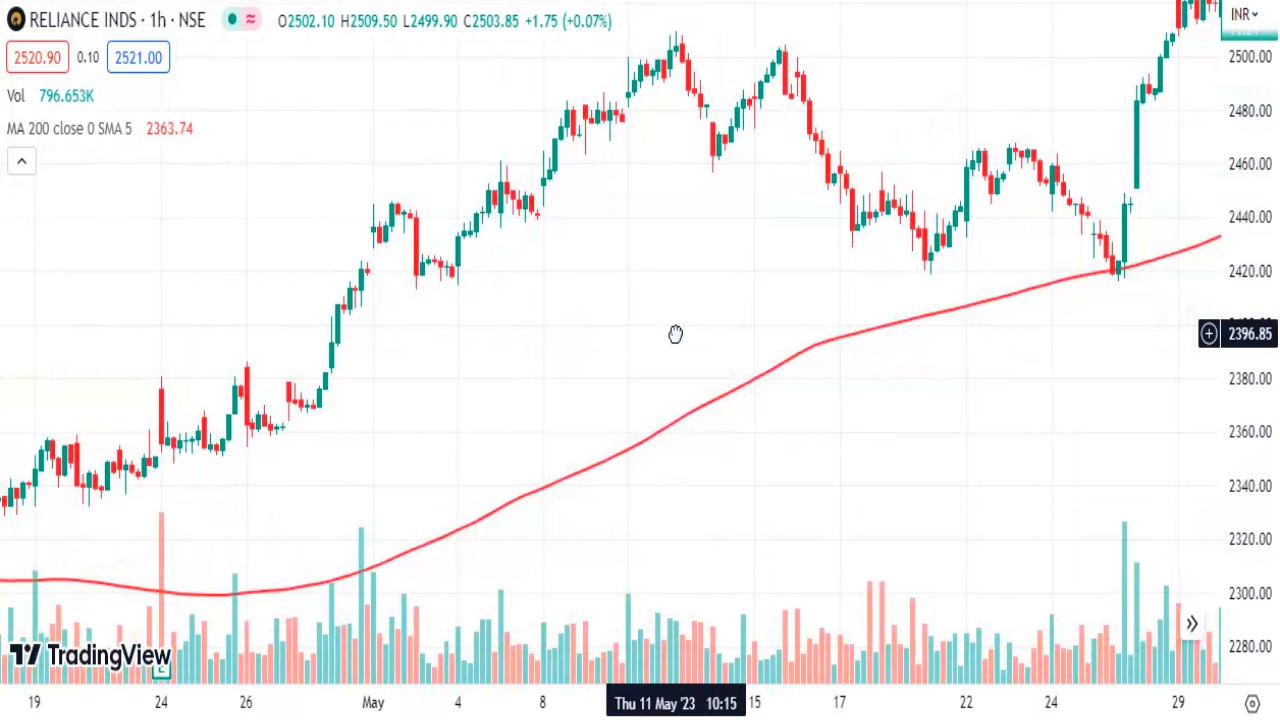 RELIANCE INDS · 1h · NSE O2502.10 H2509.50 L2499.90 C2503.85 +1.75 (+0.07%)
INR
2520.90 0.10 2521.00
Vol 796.653K
MA 200 close 0 SMA 5 2363.74
2500.00
2480.00
2460.00
2440.00
2420.00
2396.85
2380.00
2360.00
2340.00
2320.00
2300.00
2280.00
TradingView
19 24 26 May 4 8 Thu 11 May '23 10:15 15 17 22 24 29